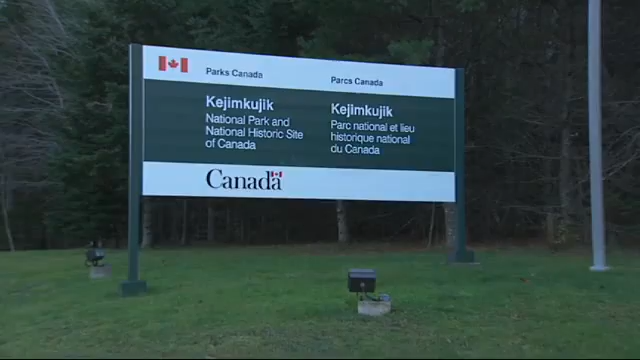 Parks Canada
Parcs Canada
Kejimkujik
National Park and
National Historic Site
of Canada
Kejimkujik
Parc national et lieu
historique national
du Canada
Canada